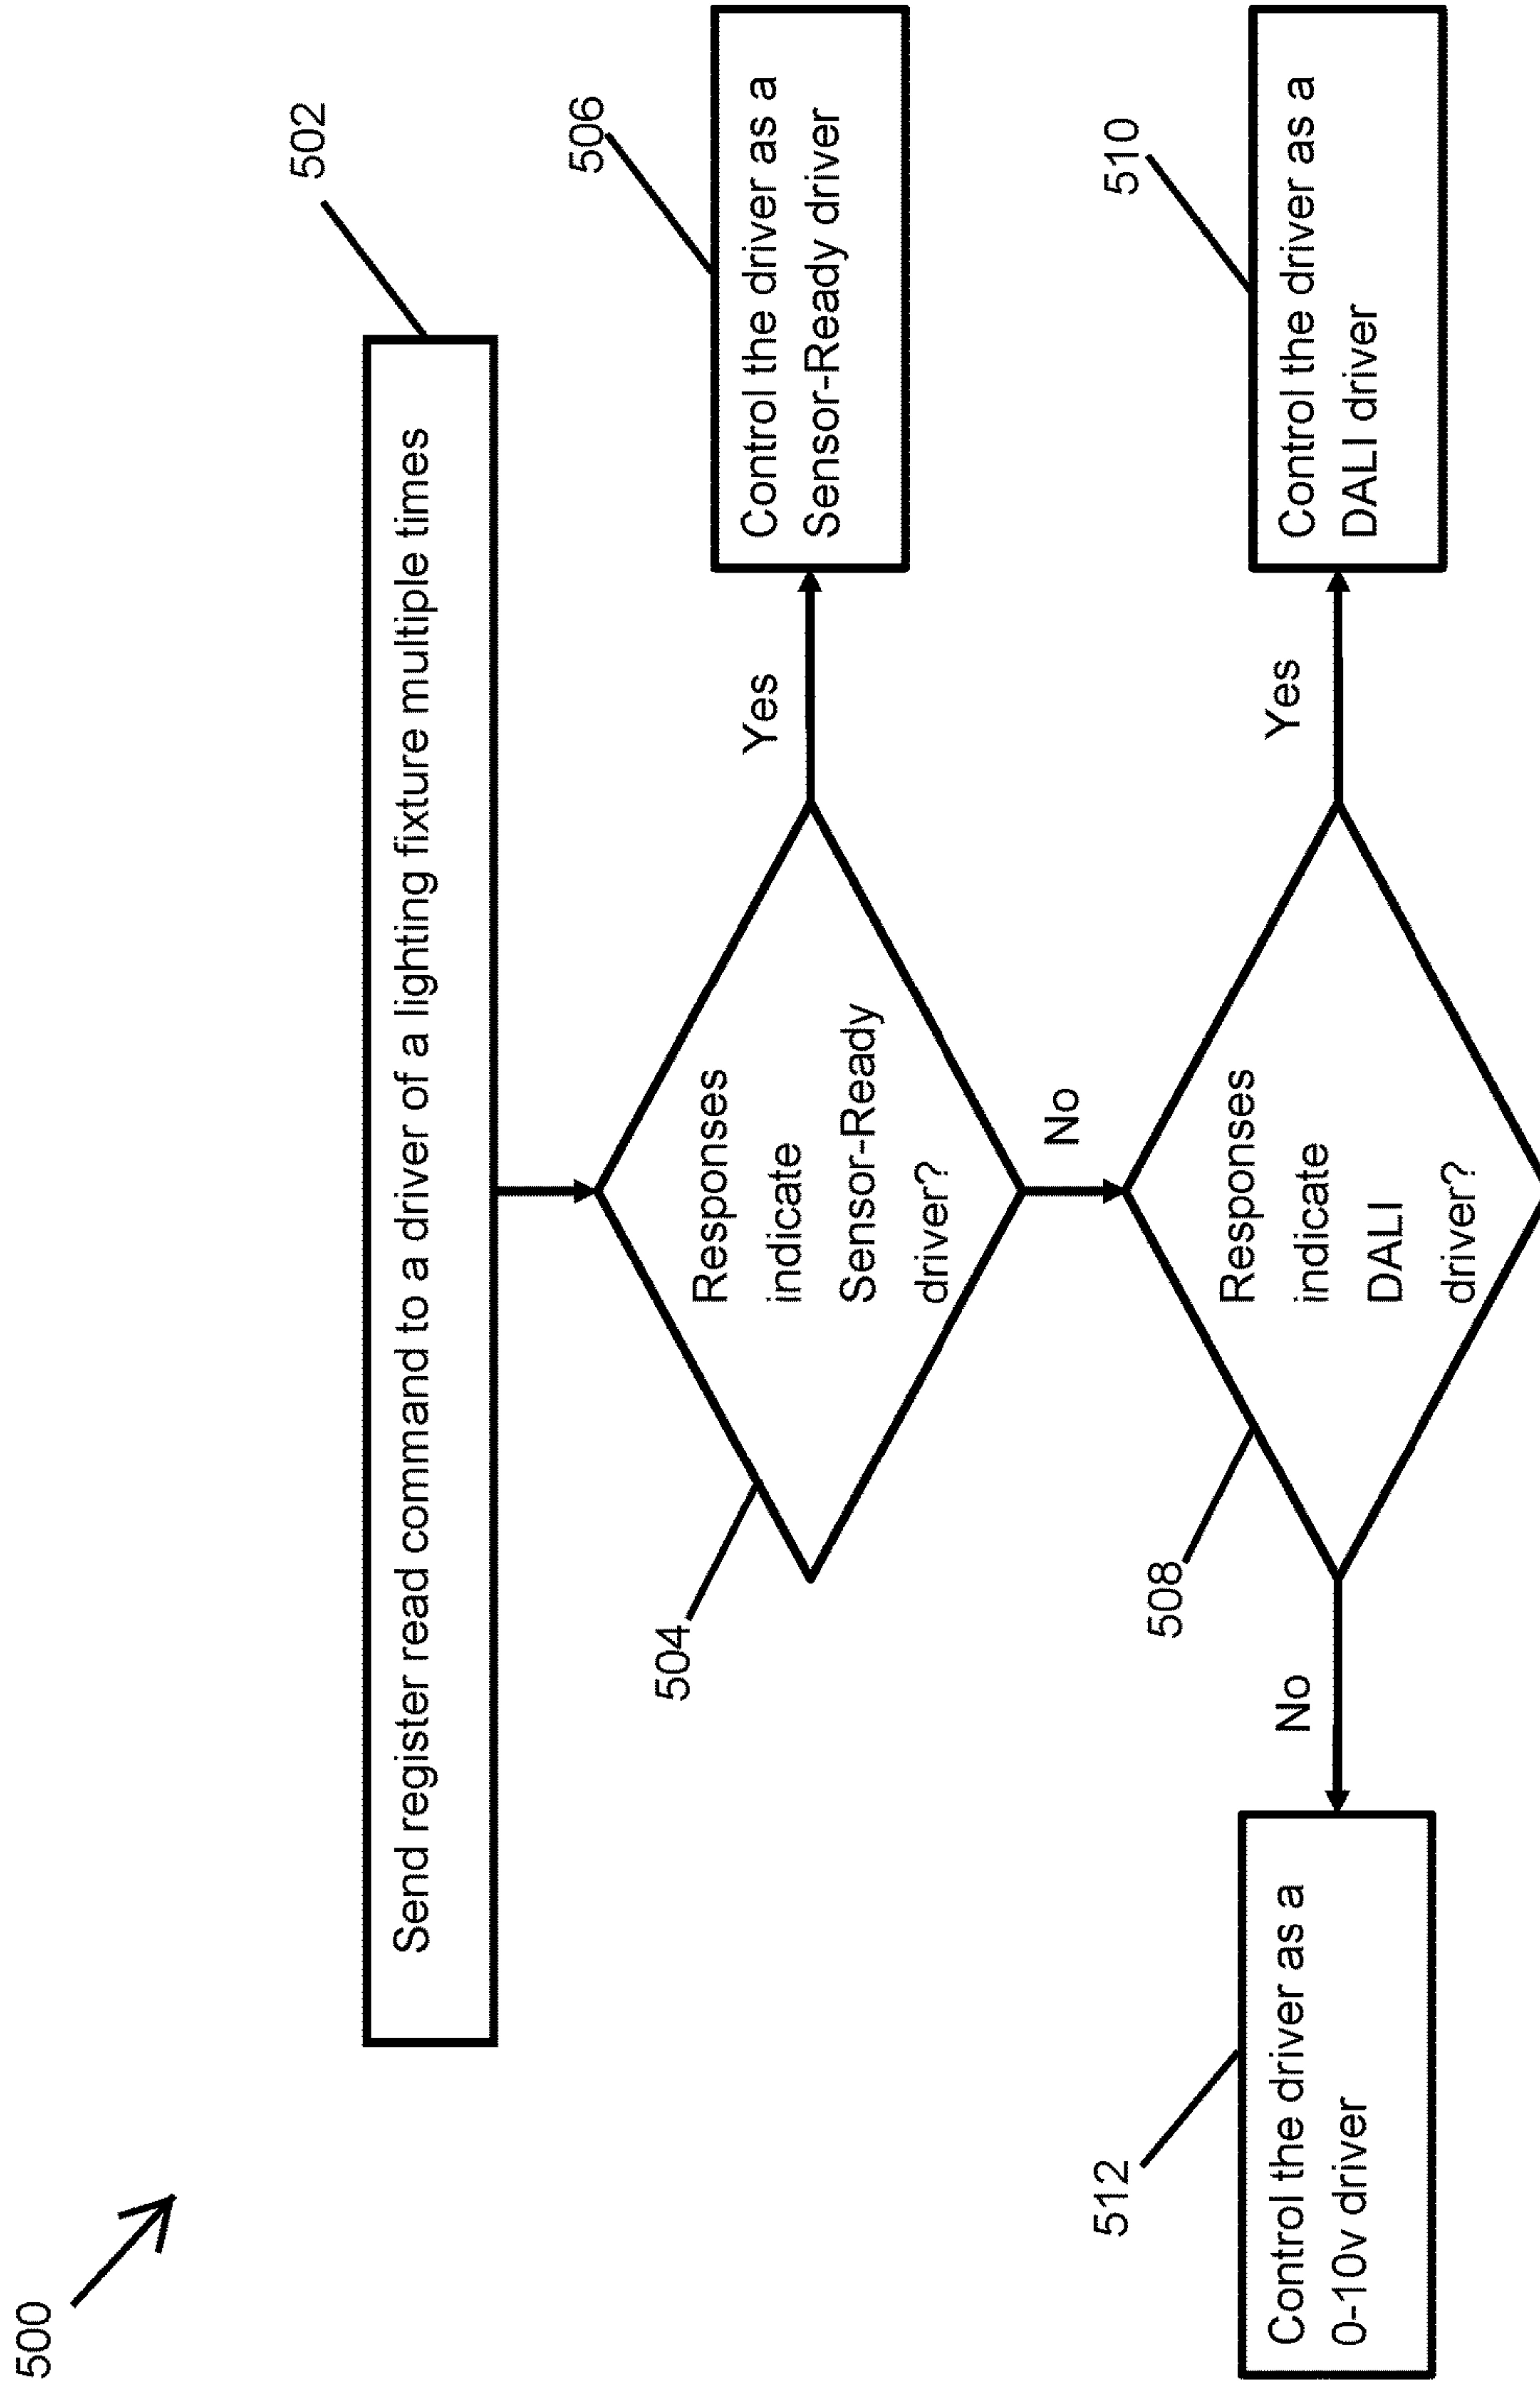 500
502
Send register read command to a driver of a lighting fixture multiple times
504
Responses
indicate
Sensor-Ready
driver?
Yes
506
Control the driver as a
Sensor-Ready driver
No
508
Responses
indicate
DALI
driver?
Yes
510
Control the driver as a
DALI driver
No
512
Control the driver as a
0-10v driver